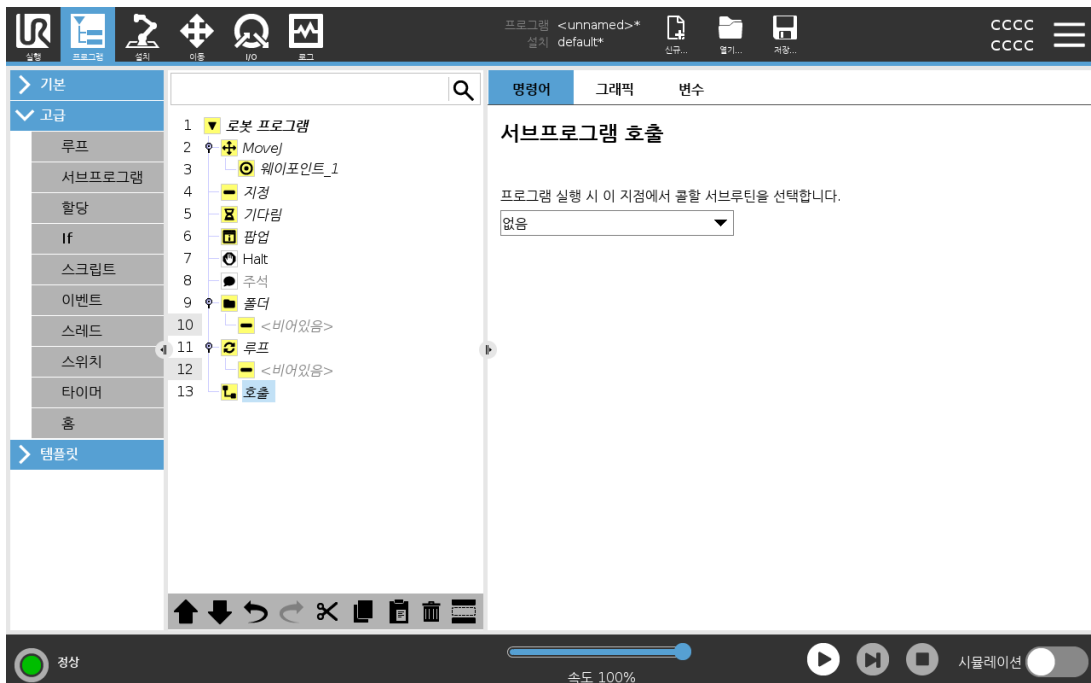 프로그램 <unnamed>*
설치 default*
실행
프로그램
설치
이동
I/O
로그
신규...
열기...
저장...
CCCC
CCCC
기본
고급
루프
서브프로그램
할당
If
스크립트
이벤트
스레드
스위치
타이머
홈
템플릿
1 로봇 프로그램
2 MoveJ
3 웨이포인트_1
4 지정
5 기다림
6 팝업
7 Halt
8 주석
9 폴더
10 <비어있음>
11 루프
12 <비어있음>
13 호출
명령어 그래픽 변수
서브프로그램 호출
프로그램 실행 시 이 지점에서 콜할 서브루틴을 선택합니다.
없음
정상
속도 100%
시뮬레이션